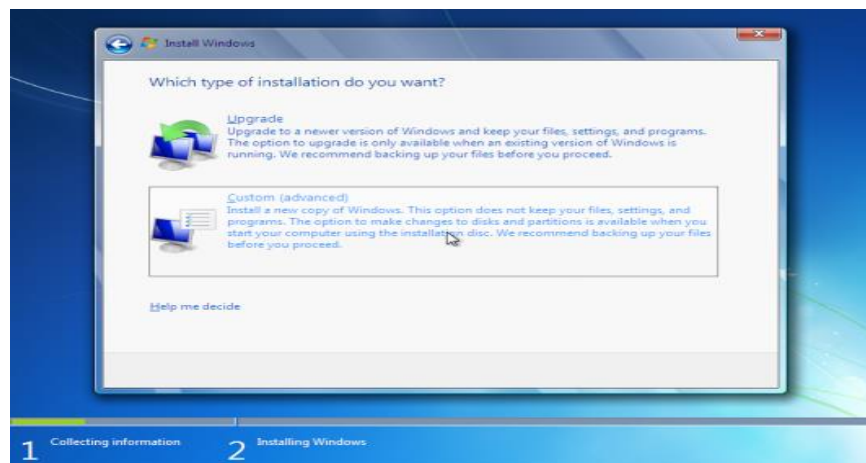 Install Windows
Which type of installation do you want?
Upgrade
Upgrade to a newer version of Windows and keep your files, settings, and programs.
The option to upgrade is only available when an existing version of Windows is
running. We recommend backing up your files before you proceed.
Custom (advanced)
Install a new copy of Windows. This option does not keep your files, settings, and
programs. The option to make changes to disks and partitions is available when you
start your computer using the installation disc. We recommend backing up your files
before you proceed.
Help me decide
1 Collecting information
2 Installing Windows